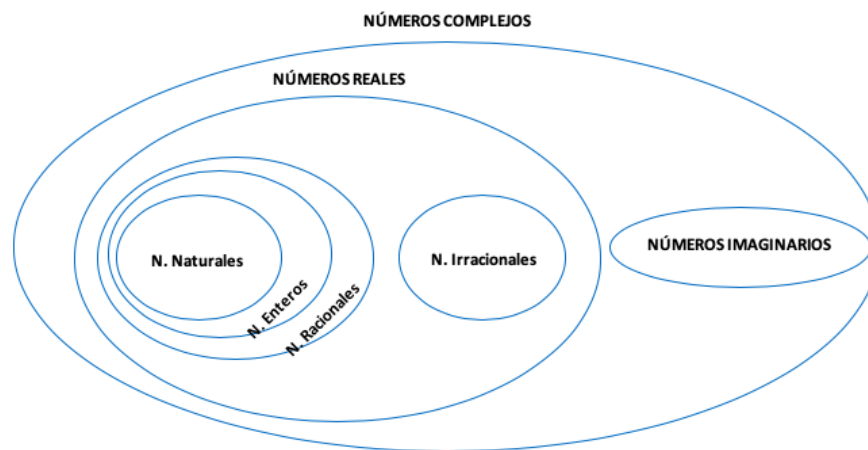 NÚMEROS COMPLEJOS
NÚMEROS REALES
N. Naturales
N. Enteros
N. Racionales
N. Irracionales
NÚMEROS IMAGINARIOS